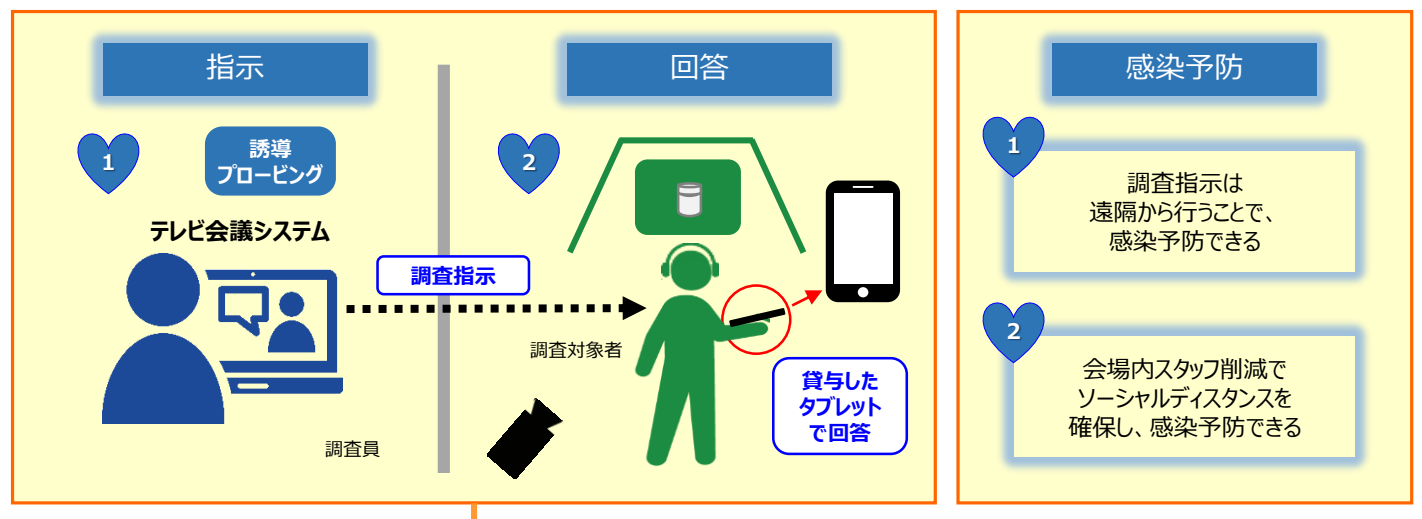 指示
1
誘導
プロービング
テレビ会議システム
調査指示
調査員
回答
2
調査対象者
貸与した
タブレット
で回答
感染予防
1
調査指示は
遠隔から行うことで、
感染予防できる
2
会場内スタッフ削減で
ソーシャルディスタンスを
確保し、感染予防できる